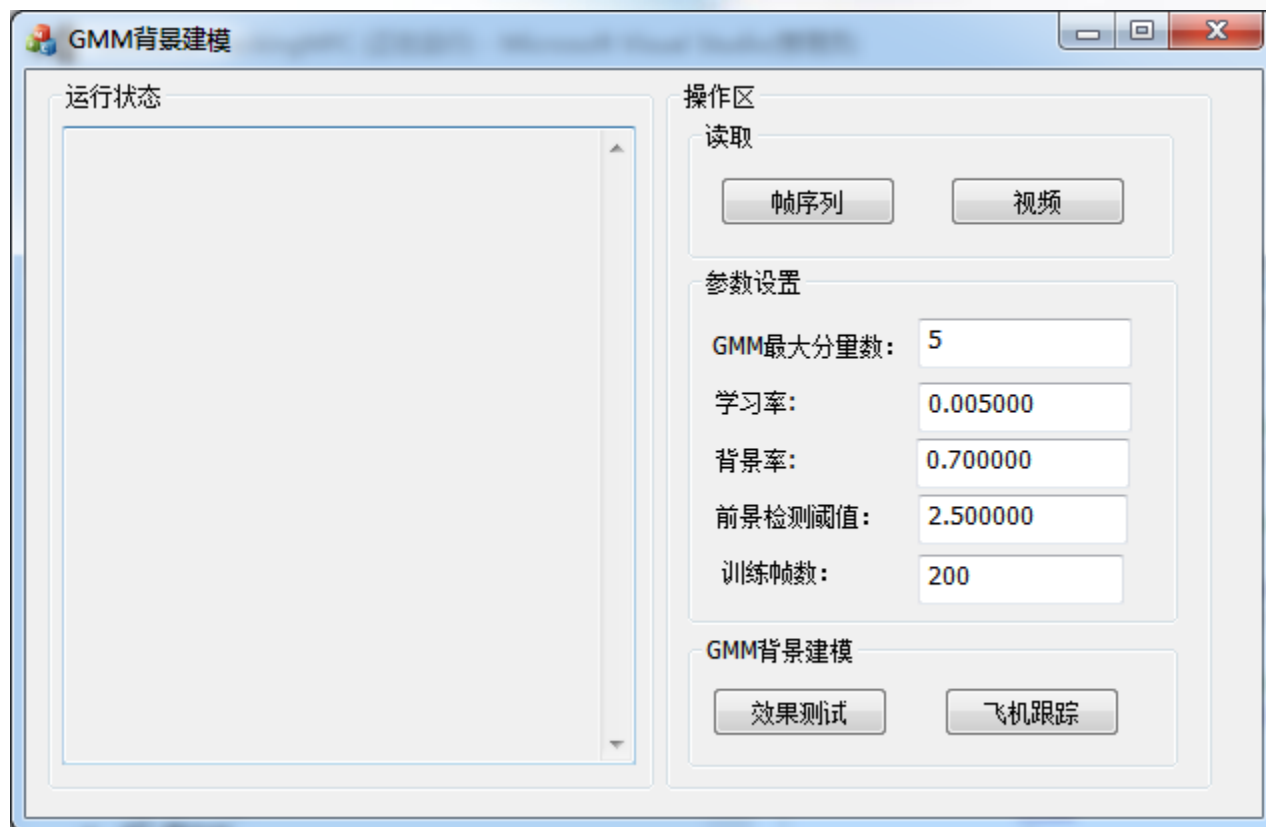 GMM背景建模
运行状态
操作区
读取
帧序列
视频
参数设置
GMM最大分量数：
5
学习率：
0.005000
背景率：
0.700000
前景检测阈值：
2.500000
训练帧数：
200
GMM背景建模
效果测试
飞机跟踪